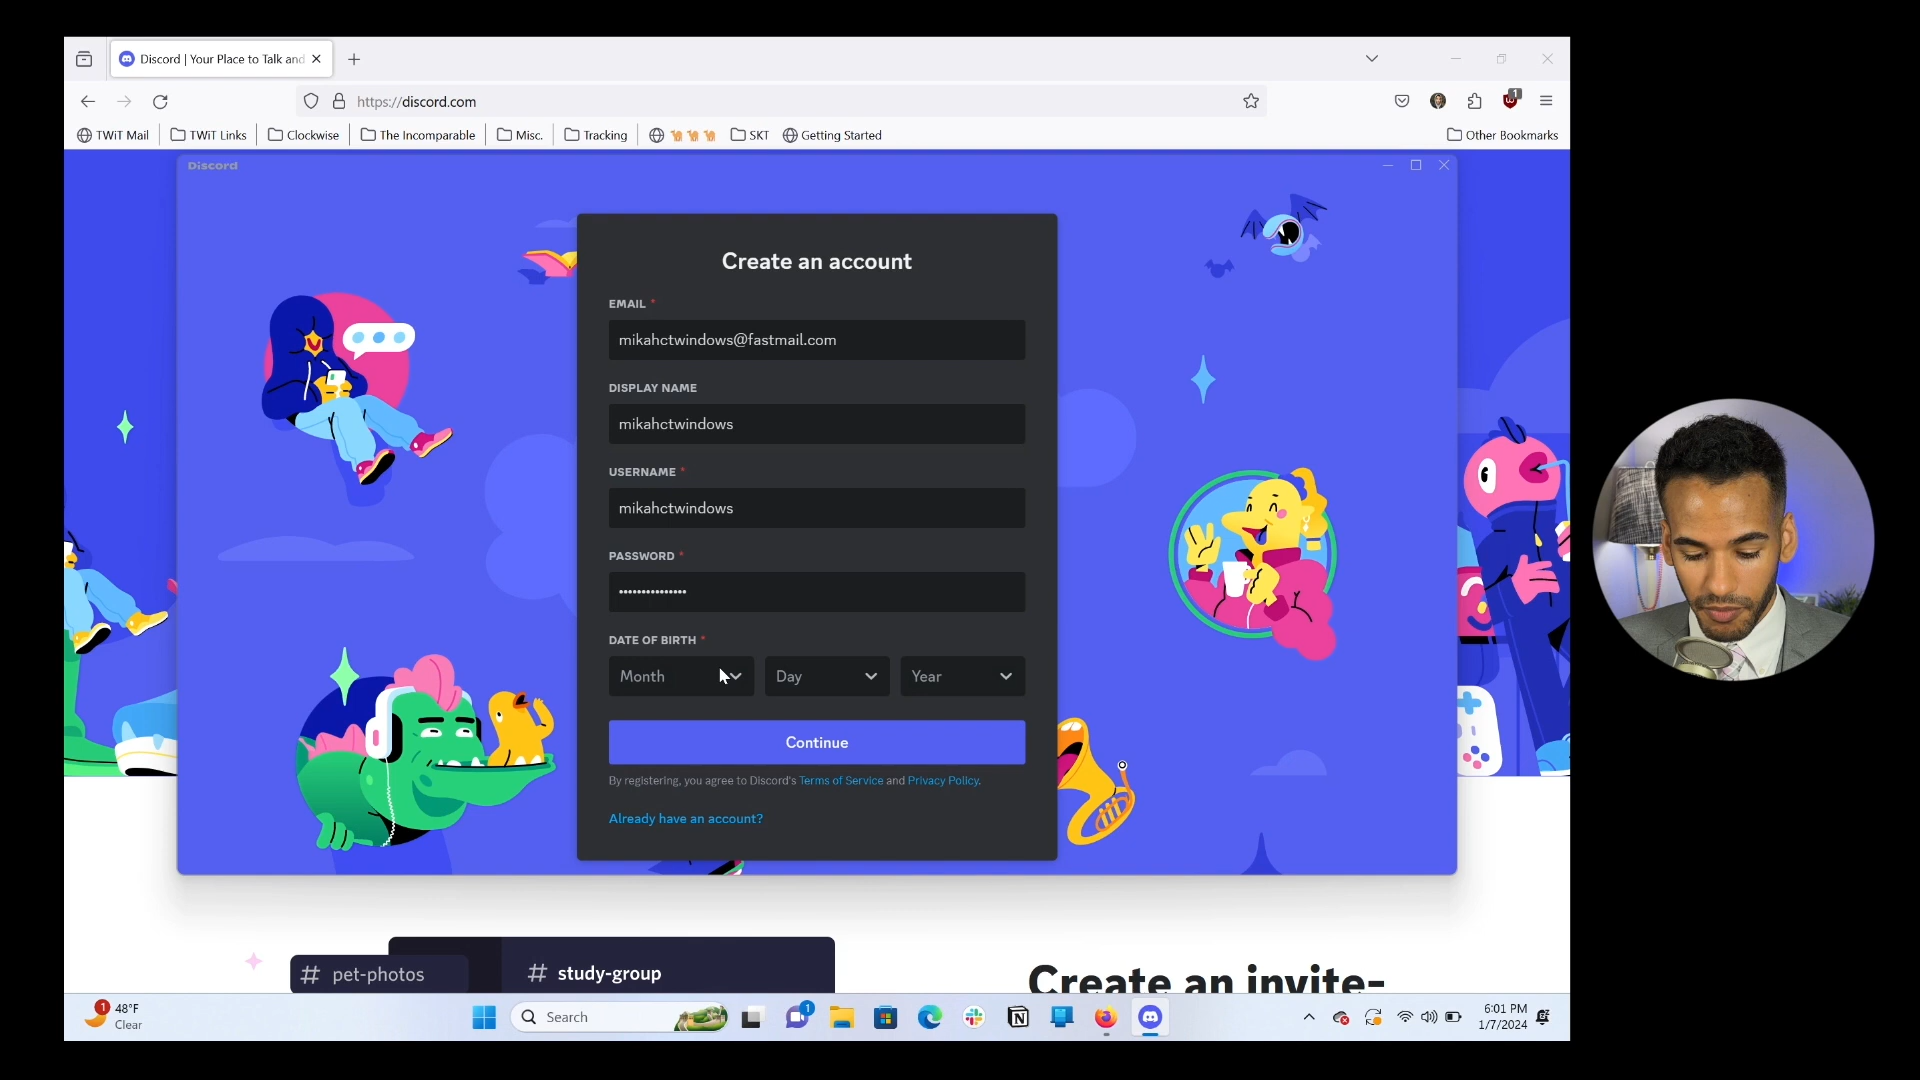 Discord | Your Place to Talk and
https://discord.com
1
TWiT Mail
TWiT Links
Clockwise
The Incomparable
Misc.
Tracking
SKT
Getting Started
Other Bookmarks
Discord
Create an account
EMAIL *
mikahctwindows@fastmail.com
DISPLAY NAME
mikahctwindows
USERNAME *
mikahctwindows
PASSWORD *
•••••••••••••••
DATE OF BIRTH *
Month
Day
Year
Continue
By registering, you agree to Discord's Terms of Service and Privacy Policy.
Already have an account?
# pet-photos
# study-group
Create an invite-
1
48°F
Clear
Search
1
6:01 PM
1/7/2024